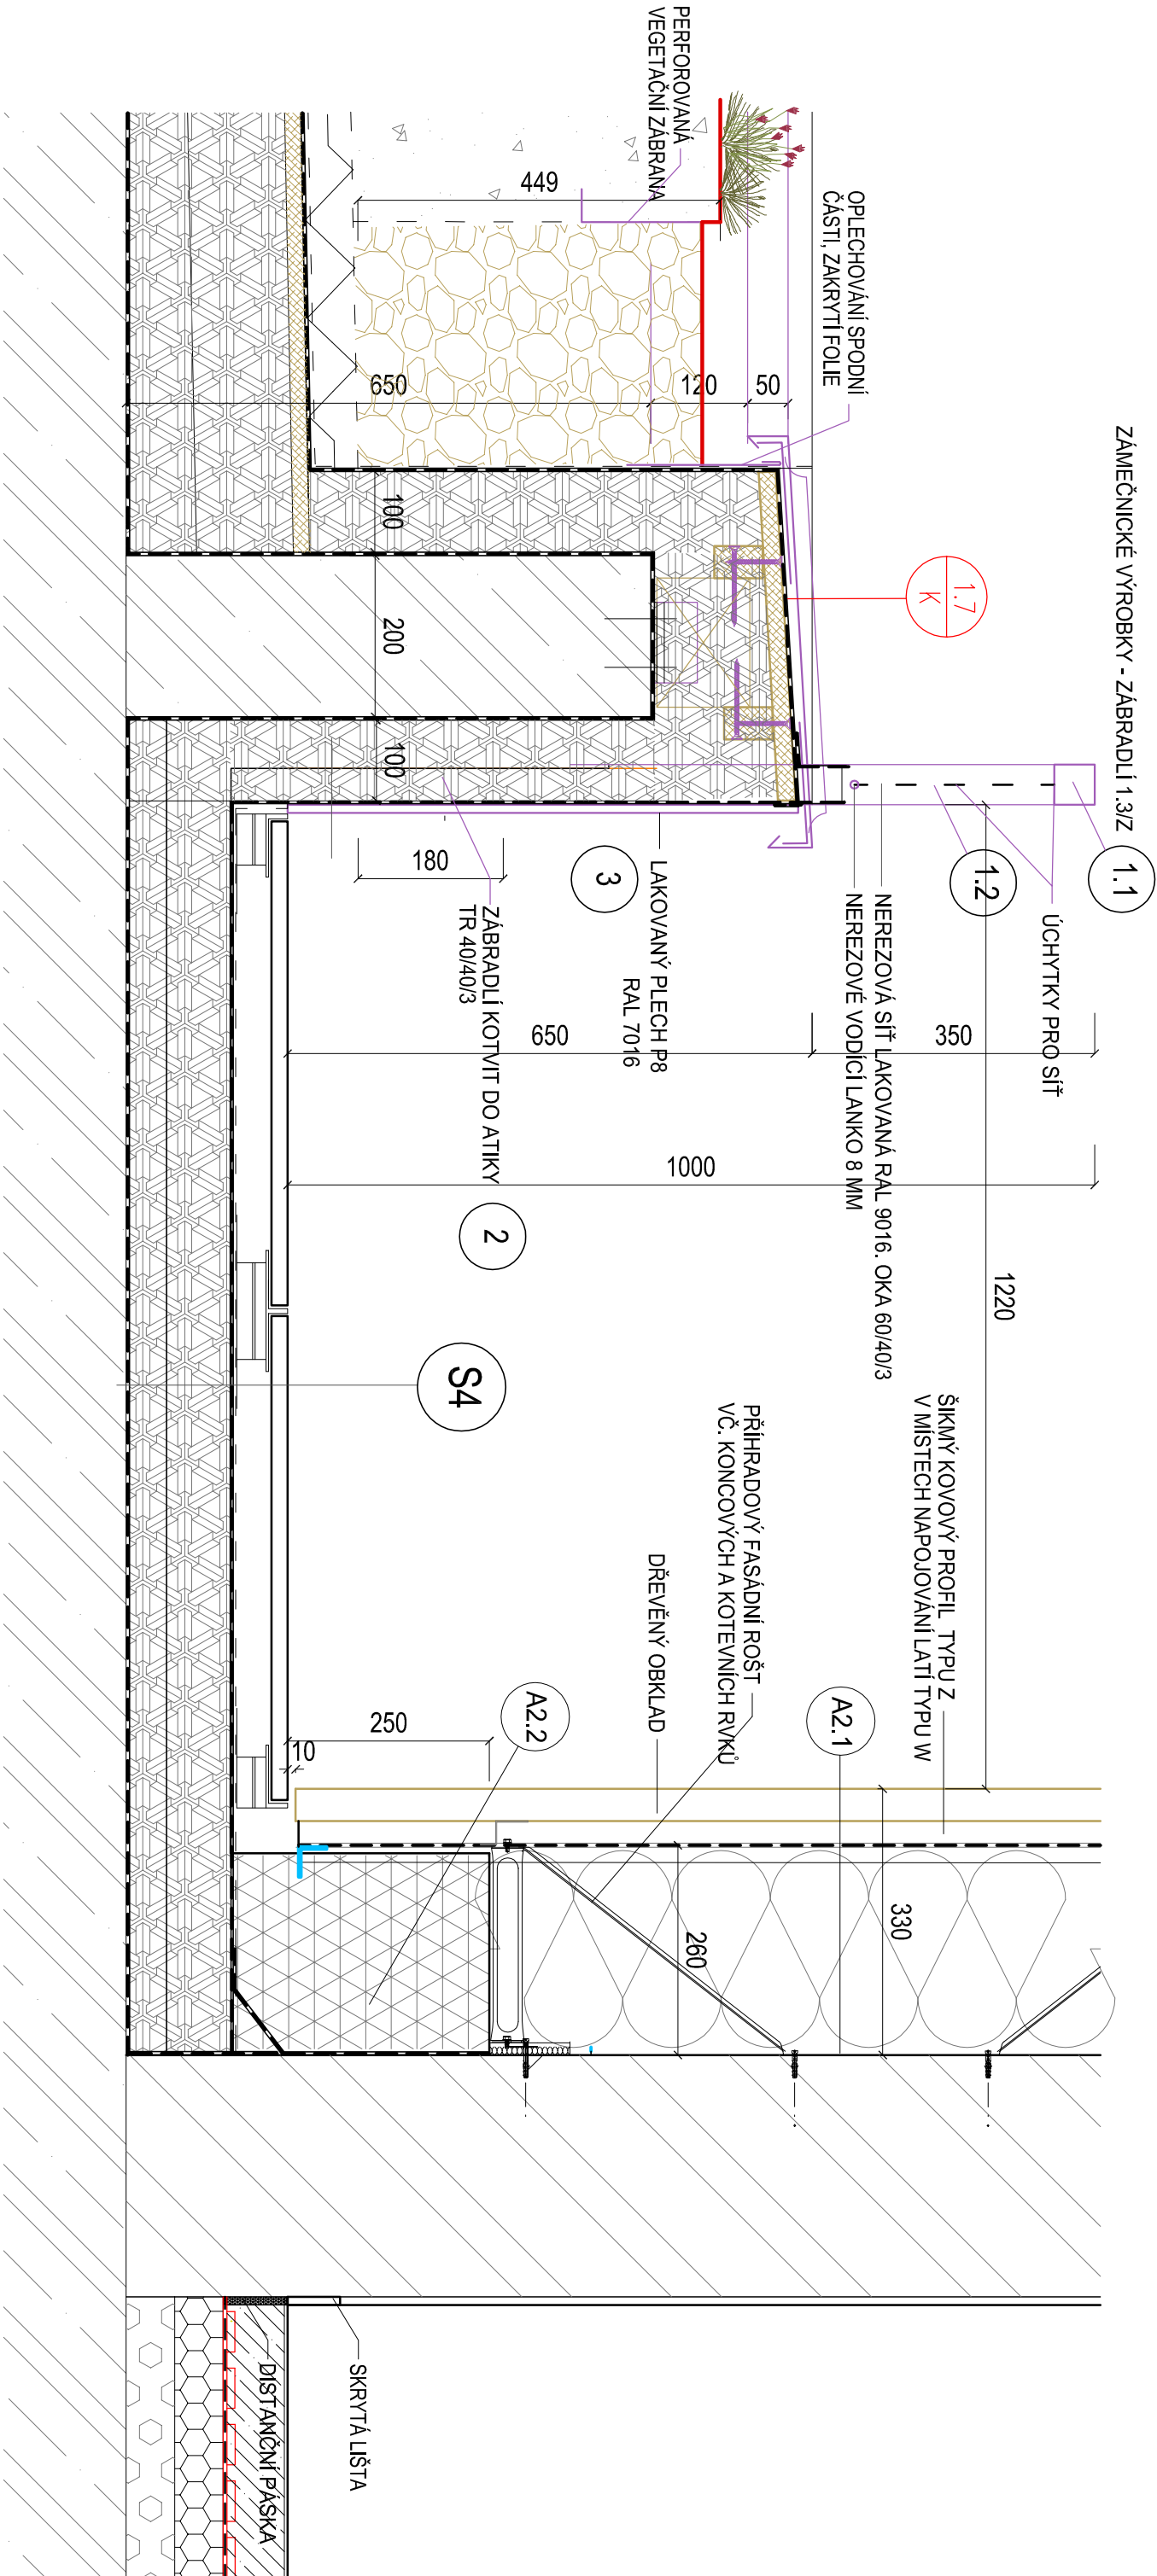 ZÁMEČNICKÉ VÝROBKY - ZÁBRADLÍ 1.3/Z
PERFOROVANÁ
VEGETAČNÍ ZÁBRANA
OPLECHOVÁNÍ SPODNÍ
ČÁSTI, ZAKRYTÍ FOLIE
449
650
120
50
100
200
100
1.7
K
1.1
1.2
ÚCHYTKY PRO SÍŤ
NEREZOVÁ SÍŤ LAKOVANÁ RAL 9016. OKA 60/40/3
NEREZOVÉ VODÍCÍ LANKO 8 MM
3
LAKOVANÝ PLECH P8
RAL 7016
180
ZÁBRADLÍ KOTVIT DO ATIKY
TR 40/40/3
2
650
350
1000
1220
S4
ŠIKMÝ KOVOVÝ PROFIL TYPU Z
V MÍSTECH NAPOJOVÁNÍ LATÍ TYPU W
PŘÍHRADOVÝ FASÁDNÍ ROŠT
VČ. KONCOVÝCH A KOTEVNÍCH RVKŮ
DŘEVĚNÝ OBKLAD
A2.1
A2.2
250
10
330
260
SKRYTÁ LIŠTA
DISTANČNÍ PÁSKA